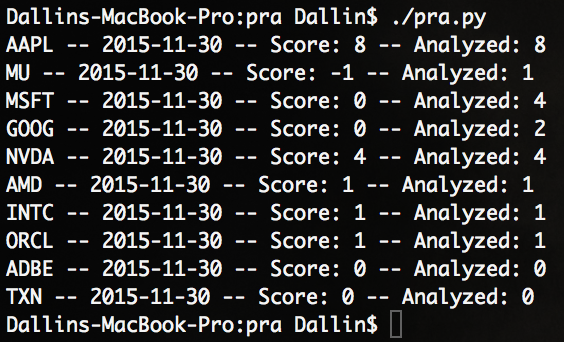 Dallins-MacBook-Pro:pra Dallin$ ./pra.py
AAPL -- 2015-11-30 -- Score: 8 -- Analyzed: 8
MU -- 2015-11-30 -- Score: -1 -- Analyzed: 1
MSFT -- 2015-11-30 -- Score: 0 -- Analyzed: 4
GOOG -- 2015-11-30 -- Score: 0 -- Analyzed: 2
NVDA -- 2015-11-30 -- Score: 4 -- Analyzed: 4
AMD -- 2015-11-30 -- Score: 1 -- Analyzed: 1
INTC -- 2015-11-30 -- Score: 1 -- Analyzed: 1
ORCL -- 2015-11-30 -- Score: 1 -- Analyzed: 1
ADBE -- 2015-11-30 -- Score: 0 -- Analyzed: 0
TXN -- 2015-11-30 -- Score: 0 -- Analyzed: 0
Dallins-MacBook-Pro:pra Dallin$